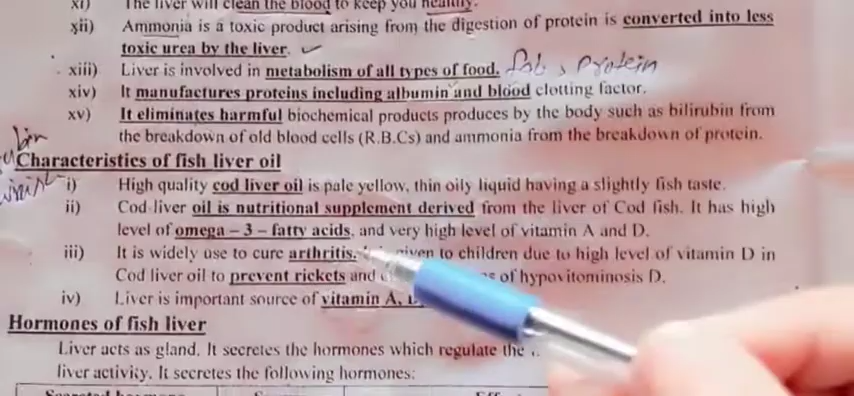 xi) The liver will clean the blood to keep you healthy.
xii) Ammonia is a toxic product arising from the digestion of protein is converted into less
toxic urea by the liver.
xiii) Liver is involved in metabolism of all types of food. Protein
xiv) It manufactures proteins including albumin and blood clotting factor.
xv) It eliminates harmful biochemical products produces by the body such as bilirubin from
the breakdown of old blood cells (R.B.Cs) and ammonia from the breakdown of protein.
Characteristics of fish liver oil
i) High quality cod liver oil is pale yellow, thin oily liquid having a slightly fish taste.
ii) Cod-liver oil is nutritional supplement derived from the liver of Cod fish. It has high
level of omega – 3 – fatty acids, and very high level of vitamin A and D.
iii) It is widely use to cure arthritis. given to children due to high level of vitamin D in
Cod liver oil to prevent rickets and of hypovitominosis D.
iv) Liver is important source of vitamin A,
Hormones of fish liver
Liver acts as gland. It secretes the hormones which regulate the
liver activity. It secretes the following hormones: